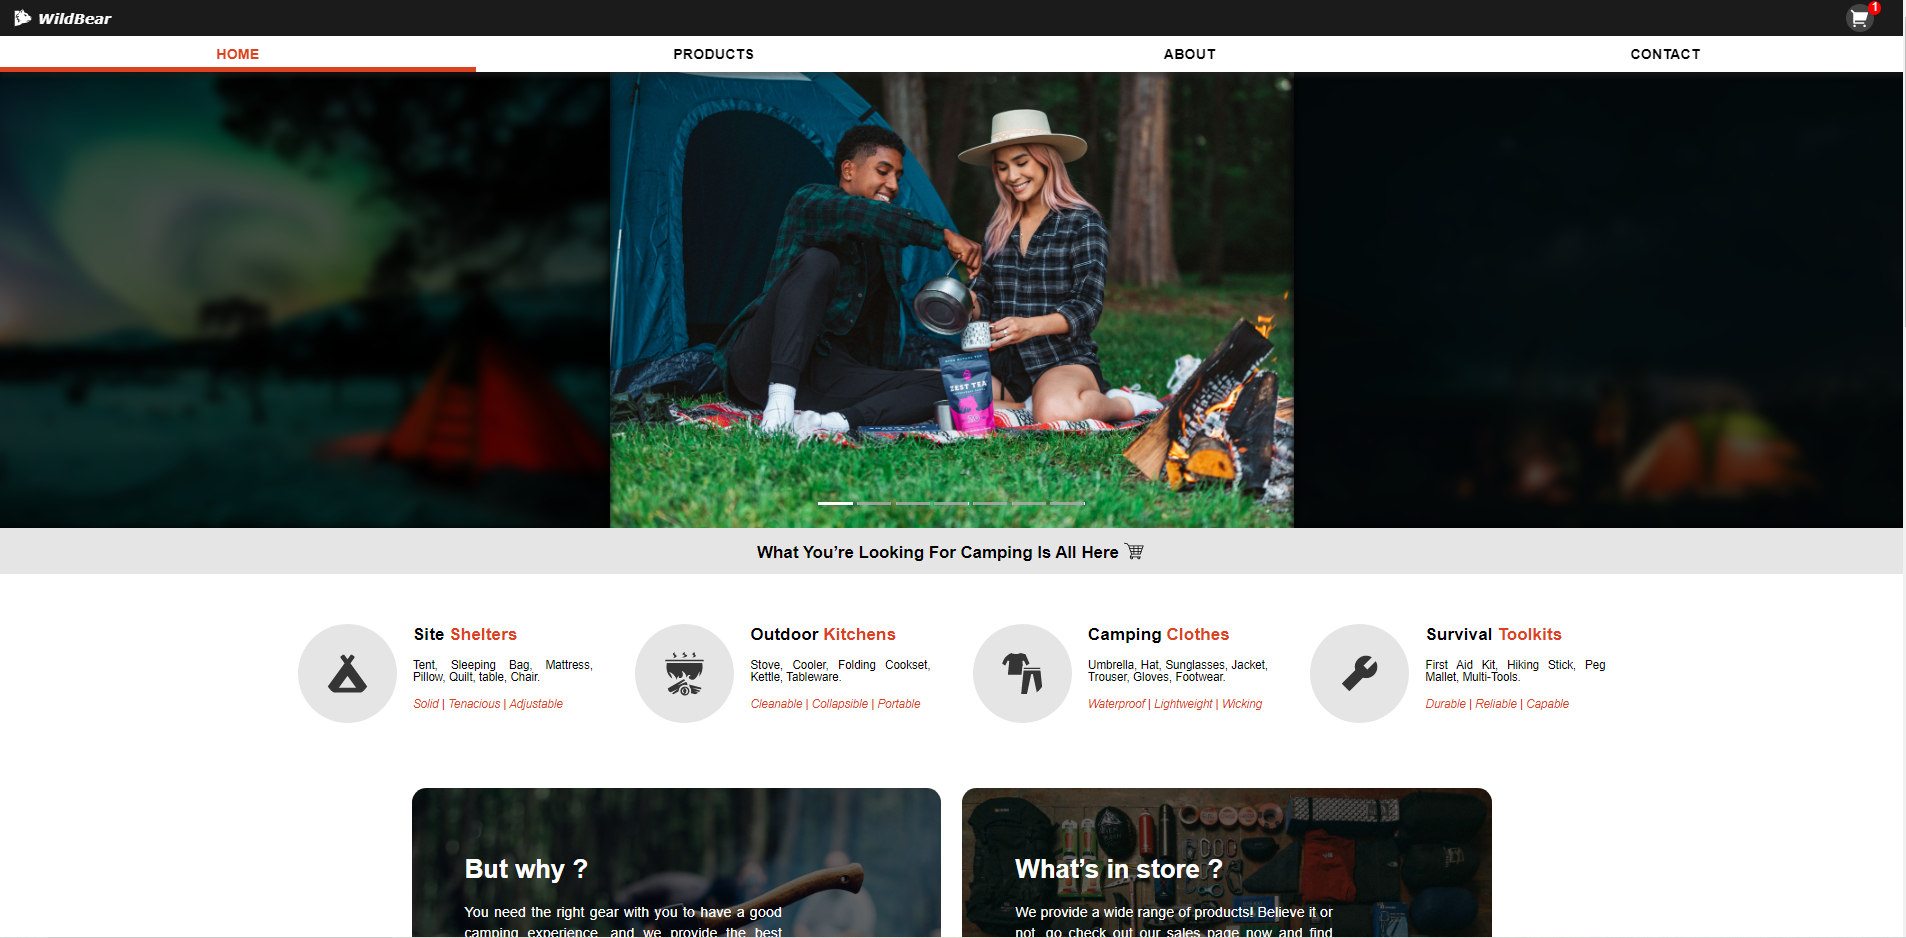 WildBear
1
HOME
PRODUCTS
ABOUT
CONTACT
ZEST TEA
What You’re Looking For Camping Is All Here
Site Shelters
Tent, Sleeping Bag, Mattress,
Pillow, Quilt, table, Chair.
Solid | Tenacious | Adjustable
Outdoor Kitchens
Stove, Cooler, Folding Cookset,
Kettle, Tableware.
Cleanable | Collapsible | Portable
Camping Clothes
Umbrella, Hat, Sunglasses, Jacket,
Trouser, Gloves, Footwear.
Waterproof | Lightweight | Wicking
Survival Toolkits
First Aid Kit, Hiking Stick, Peg
Mallet, Multi-Tools.
Durable | Reliable | Capable
But why ?
You need the right gear with you to have a good
camping experience, and we provide the best
What’s in store ?
We provide a wide range of products! Believe it or
not, go check out our sales page now and find